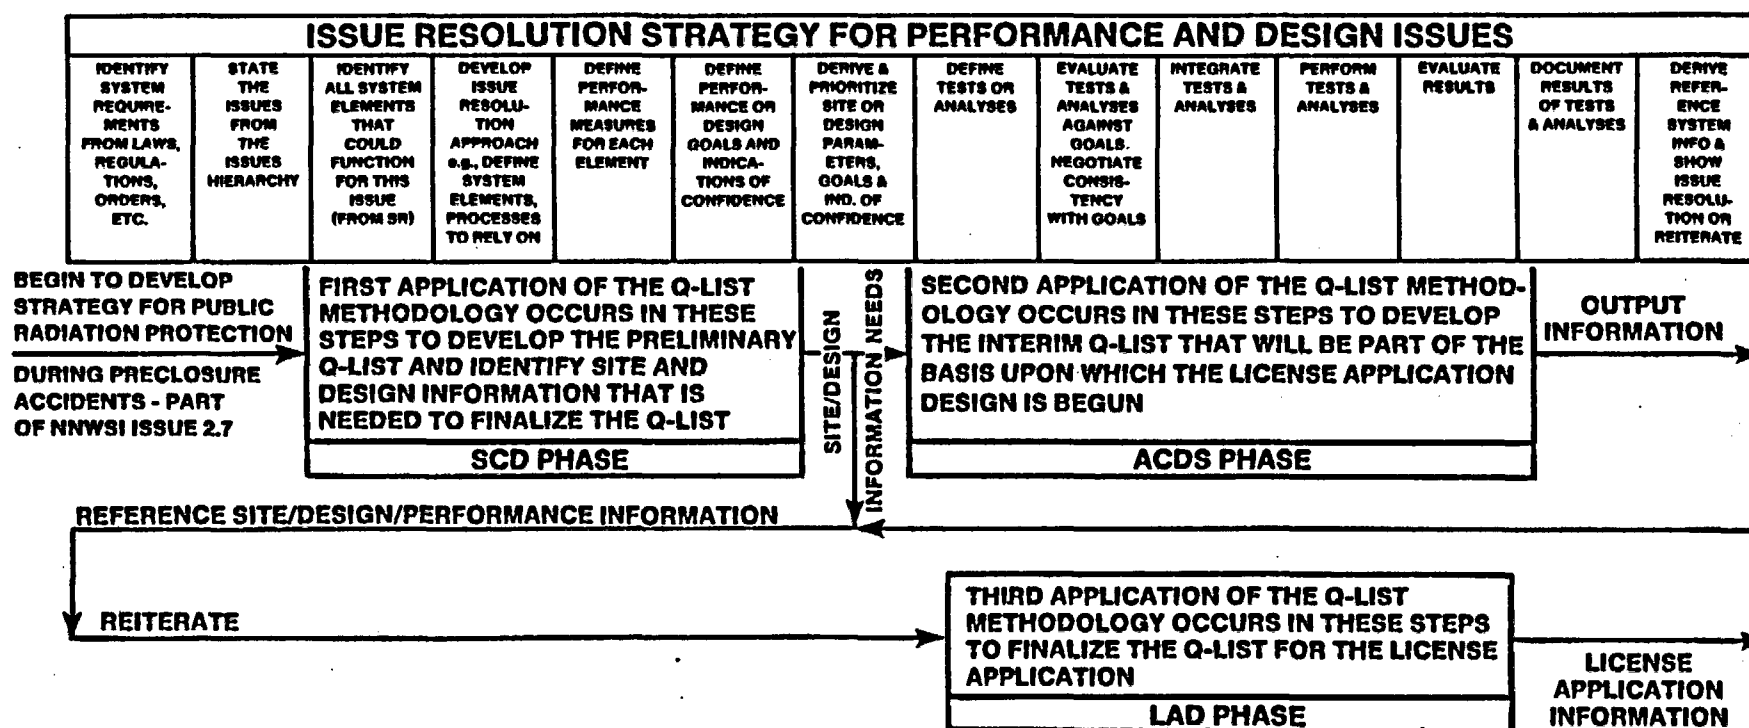 ISSUE RESOLUTION STRATEGY FOR PERFORMANCE AND DESIGN ISSUES
IDENTIFY
SYSTEM
REQUIRE-
MENTS
FROM LAWS,
REGULA-
TIONS,
ORDERS,
ETC.
STATE
THE
ISSUES
FROM
THE
ISSUES
HIERARCHY
IDENTIFY
ALL SYSTEM
ELEMENTS
THAT
COULD
FUNCTION
FOR THIS
ISSUE
(FROM SR)
DEVELOP
ISSUE
RESOLU-
TION
APPROACH
e.g., DEFINE
SYSTEM
ELEMENTS,
PROCESSES
TO RELY ON
DEFINE
PERFOR-
MANCE
MEASURES
FOR EACH
ELEMENT
DEFINE
PERFOR-
MANCE OR
DESIGN
GOALS AND
INDICA-
TIONS OF
CONFIDENCE
DERIVE &
PRIORITIZE
SITE OR
DESIGN
PARAM-
ETERS,
GOALS &
IND. OF
CONFIDENCE
DEFINE
TESTS OR
ANALYSES
EVALUATE
TESTS &
ANALYSES
AGAINST
GOALS.
NEGOTIATE
CONSIS-
TENCY
WITH GOALS
INTEGRATE
TESTS &
ANALYSES
PERFORM
TESTS &
ANALYSES
EVALUATE
RESULTS
DOCUMENT
RESULTS
OF TESTS
& ANALYSES
DERIVE
REFER-
ENCE
SYSTEM
INFO &
SHOW
ISSUE
RESOLU-
TION OR
REITERATE
BEGIN TO DEVELOP
STRATEGY FOR PUBLIC
RADIATION PROTECTION
DURING PRECLOSURE
ACCIDENTS - PART
OF NNWSI ISSUE 2.7
FIRST APPLICATION OF THE Q-LIST
METHODOLOGY OCCURS IN THESE
STEPS TO DEVELOP THE PRELIMINARY
Q-LIST AND IDENTIFY SITE AND
DESIGN INFORMATION THAT IS
NEEDED TO FINALIZE THE Q-LIST
SCD PHASE
SITE/DESIGN
INFORMATION NEEDS
SECOND APPLICATION OF THE Q-LIST METHOD-
OLOGY OCCURS IN THESE STEPS TO DEVELOP
THE INTERIM Q-LIST THAT WILL BE PART OF THE
BASIS UPON WHICH THE LICENSE APPLICATION
DESIGN IS BEGUN
ACDS PHASE
OUTPUT
INFORMATION
REFERENCE SITE/DESIGN/PERFORMANCE INFORMATION
REITERATE
THIRD APPLICATION OF THE Q-LIST
METHODOLOGY OCCURS IN THESE STEPS
TO FINALIZE THE Q-LIST FOR THE LICENSE
APPLICATION
LAD PHASE
LICENSE
APPLICATION
INFORMATION